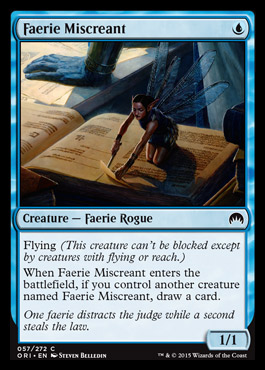 Faerie Miscreant
Creature — Faerie Rogue
Flying (This creature can't be blocked except
by creatures with flying or reach.)
When Faerie Miscreant enters the
battlefield, if you control another creature
named Faerie Miscreant, draw a card.
One faerie distracts the judge while a second
steals the law.
1/1
057/272 C
ORI • EN Steven Belledin
™ & © 2015 Wizards of the Coast